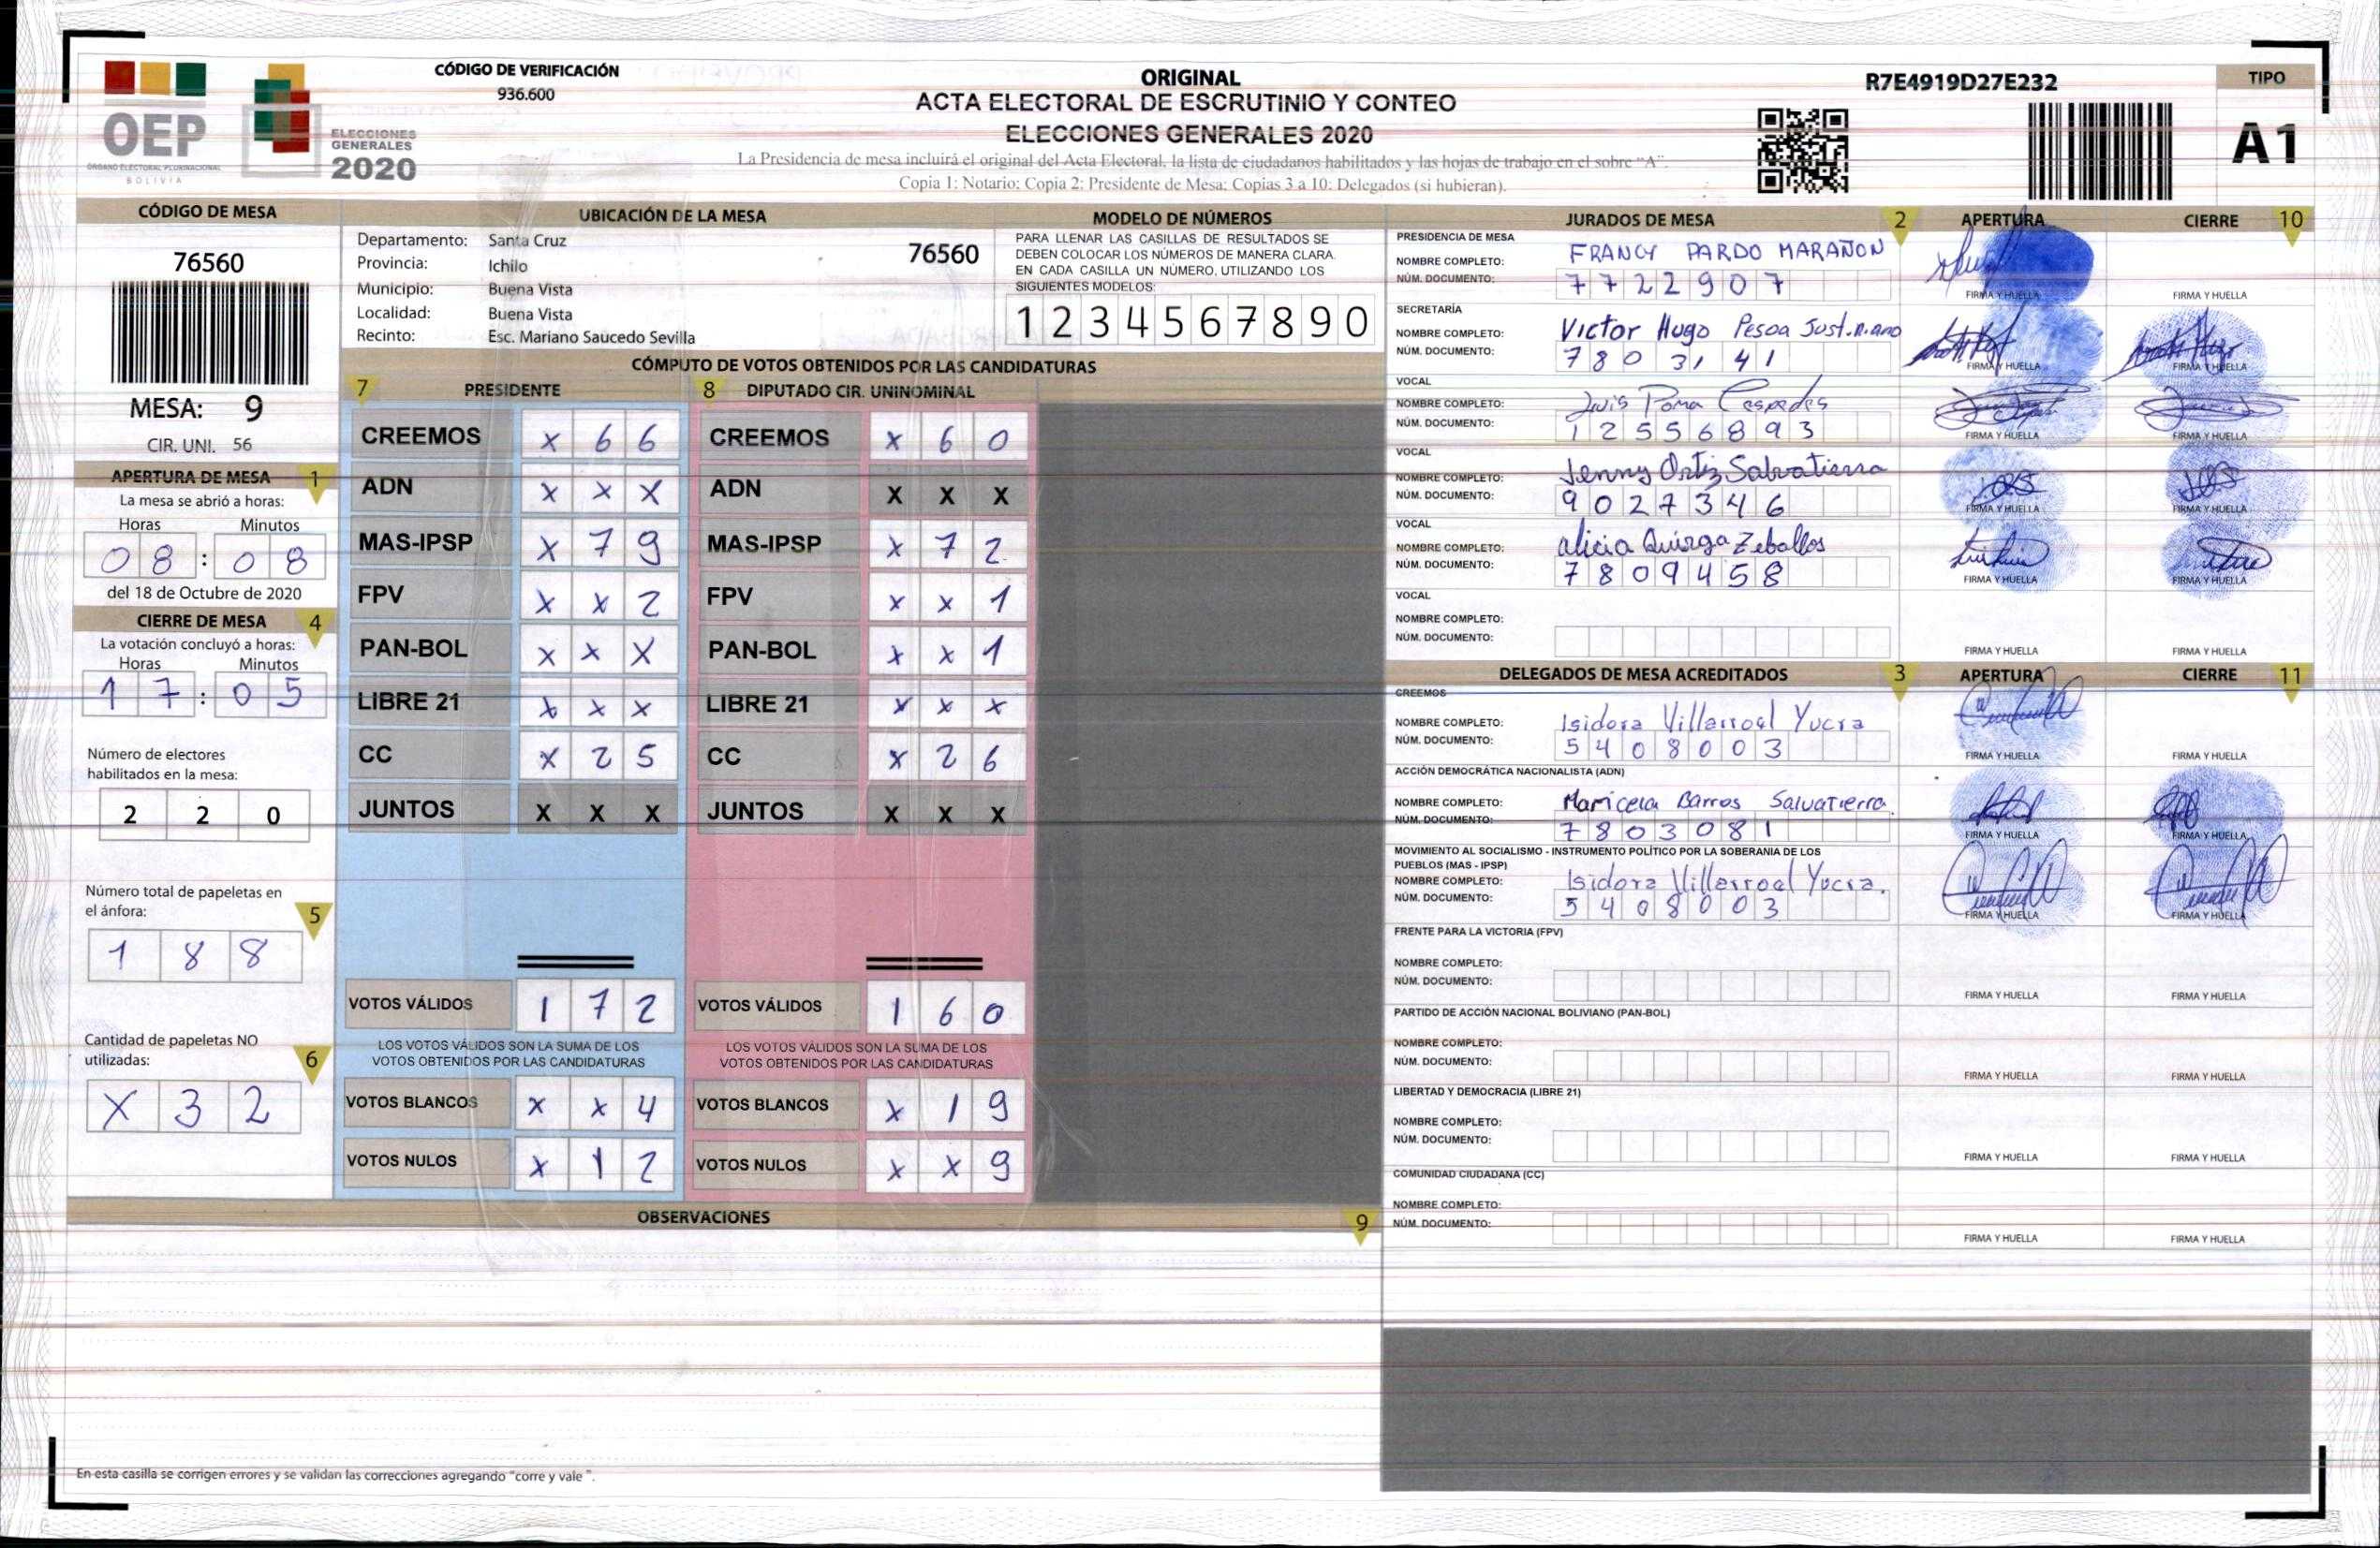 OEP
ÓRGANO ELECTORAL PLURINACIONAL
BOLIVIA
ELECCIONES
GENERALES
2020
CÓDIGO DE VERIFICACIÓN
936.600
ORIGINAL
ACTA ELECTORAL DE ESCRUTINIO Y CONTEO
ELECCIONES GENERALES 2020
La Presidencia de mesa incluirá el original del Acta Electoral, la lista de ciudadanos habilitados y las hojas de trabajo en el sobre "A".
Copia 1: Notario; Copia 2: Presidente de Mesa; Copias 3 a 10: Delegados (si hubieran).
R7E4919D27E232
TIPO
A1
CÓDIGO DE MESA
76560
MESA: 9
CIR. UNI. 56
APERTURA DE MESA 1
La mesa se abrió a horas:
Horas Minutos
08:08
del 18 de Octubre de 2020
CIERRE DE MESA 4
La votación concluyó a horas:
Horas Minutos
17:05
Número de electores
habilitados en la mesa:
2 2 0
Número total de papeletas en
el ánfora: 5
1 8 8
Cantidad de papeletas NO
utilizadas: 6
X 3 2
UBICACIÓN DE LA MESA
Departamento: Santa Cruz 76560
Provincia: Ichilo
Municipio: Buena Vista
Localidad: Buena Vista
Recinto: Esc. Mariano Saucedo Sevilla
MODELO DE NÚMEROS
PARA LLENAR LAS CASILLAS DE RESULTADOS SE
DEBEN COLOCAR LOS NÚMEROS DE MANERA CLARA.
EN CADA CASILLA UN NÚMERO, UTILIZANDO LOS
SIGUIENTES MODELOS:
1 2 3 4 5 6 7 8 9 0
CÓMPUTO DE VOTOS OBTENIDOS POR LAS CANDIDATURAS
7 PRESIDENTE
CREEMOS X 6 6
ADN X X X
MAS-IPSP X 7 9
FPV X X 2
PAN-BOL X X X
LIBRE 21 X X X
CC X 2 5
JUNTOS X X X
VOTOS VÁLIDOS 1 7 2
LOS VOTOS VÁLIDOS SON LA SUMA DE LOS
VOTOS OBTENIDOS POR LAS CANDIDATURAS
VOTOS BLANCOS X X 4
VOTOS NULOS X 1 2
8 DIPUTADO CIR. UNINOMINAL
CREEMOS X 6 0
ADN X X X
MAS-IPSP X 7 2
FPV X X 1
PAN-BOL X X 1
LIBRE 21 X X X
CC X 2 6
JUNTOS X X X
VOTOS VÁLIDOS 1 6 0
LOS VOTOS VÁLIDOS SON LA SUMA DE LOS
VOTOS OBTENIDOS POR LAS CANDIDATURAS
VOTOS BLANCOS X 1 9
VOTOS NULOS X X 9
OBSERVACIONES 9
En esta casilla se corrigen errores y se validan las correcciones agregando "corre y vale ".
JURADOS DE MESA 2 APERTURA CIERRE 10
PRESIDENCIA DE MESA
NOMBRE COMPLETO: FRANCY PARDO MARAÑON
NÚM. DOCUMENTO: 7722907
FIRMA Y HUELLA FIRMA Y HUELLA
SECRETARÍA
NOMBRE COMPLETO: Victor Hugo Pesoa Justiniano
NÚM. DOCUMENTO: 7803141
FIRMA Y HUELLA FIRMA Y HUELLA
VOCAL
NOMBRE COMPLETO: Luis Poma Cespedes
NÚM. DOCUMENTO: 12556893
FIRMA Y HUELLA FIRMA Y HUELLA
VOCAL
NOMBRE COMPLETO: Jenny Ortiz Salvatierra
NÚM. DOCUMENTO: 9027346
FIRMA Y HUELLA FIRMA Y HUELLA
VOCAL
NOMBRE COMPLETO: Alicia Quiroga Zeballos
NÚM. DOCUMENTO: 7809458
FIRMA Y HUELLA FIRMA Y HUELLA
VOCAL
NOMBRE COMPLETO:
NÚM. DOCUMENTO:
FIRMA Y HUELLA FIRMA Y HUELLA
DELEGADOS DE MESA ACREDITADOS 3 APERTURA CIERRE 11
CREEMOS
NOMBRE COMPLETO: Isidora Villarroel Yucra
NÚM. DOCUMENTO: 5408003
FIRMA Y HUELLA FIRMA Y HUELLA
ACCIÓN DEMOCRÁTICA NACIONALISTA (ADN)
NOMBRE COMPLETO: Maricela Barros Salvatierra
NÚM. DOCUMENTO: 7803081
FIRMA Y HUELLA FIRMA Y HUELLA
MOVIMIENTO AL SOCIALISMO - INSTRUMENTO POLÍTICO POR LA SOBERANIA DE LOS
PUEBLOS (MAS - IPSP)
NOMBRE COMPLETO: Isidora Villarroel Yucra.
NÚM. DOCUMENTO: 5408003
FIRMA Y HUELLA FIRMA Y HUELLA
FRENTE PARA LA VICTORIA (FPV)
NOMBRE COMPLETO:
NÚM. DOCUMENTO:
FIRMA Y HUELLA FIRMA Y HUELLA
PARTIDO DE ACCIÓN NACIONAL BOLIVIANO (PAN-BOL)
NOMBRE COMPLETO:
NÚM. DOCUMENTO:
FIRMA Y HUELLA FIRMA Y HUELLA
LIBERTAD Y DEMOCRACIA (LIBRE 21)
NOMBRE COMPLETO:
NÚM. DOCUMENTO:
FIRMA Y HUELLA FIRMA Y HUELLA
COMUNIDAD CIUDADANA (CC)
NOMBRE COMPLETO:
NÚM. DOCUMENTO:
FIRMA Y HUELLA FIRMA Y HUELLA